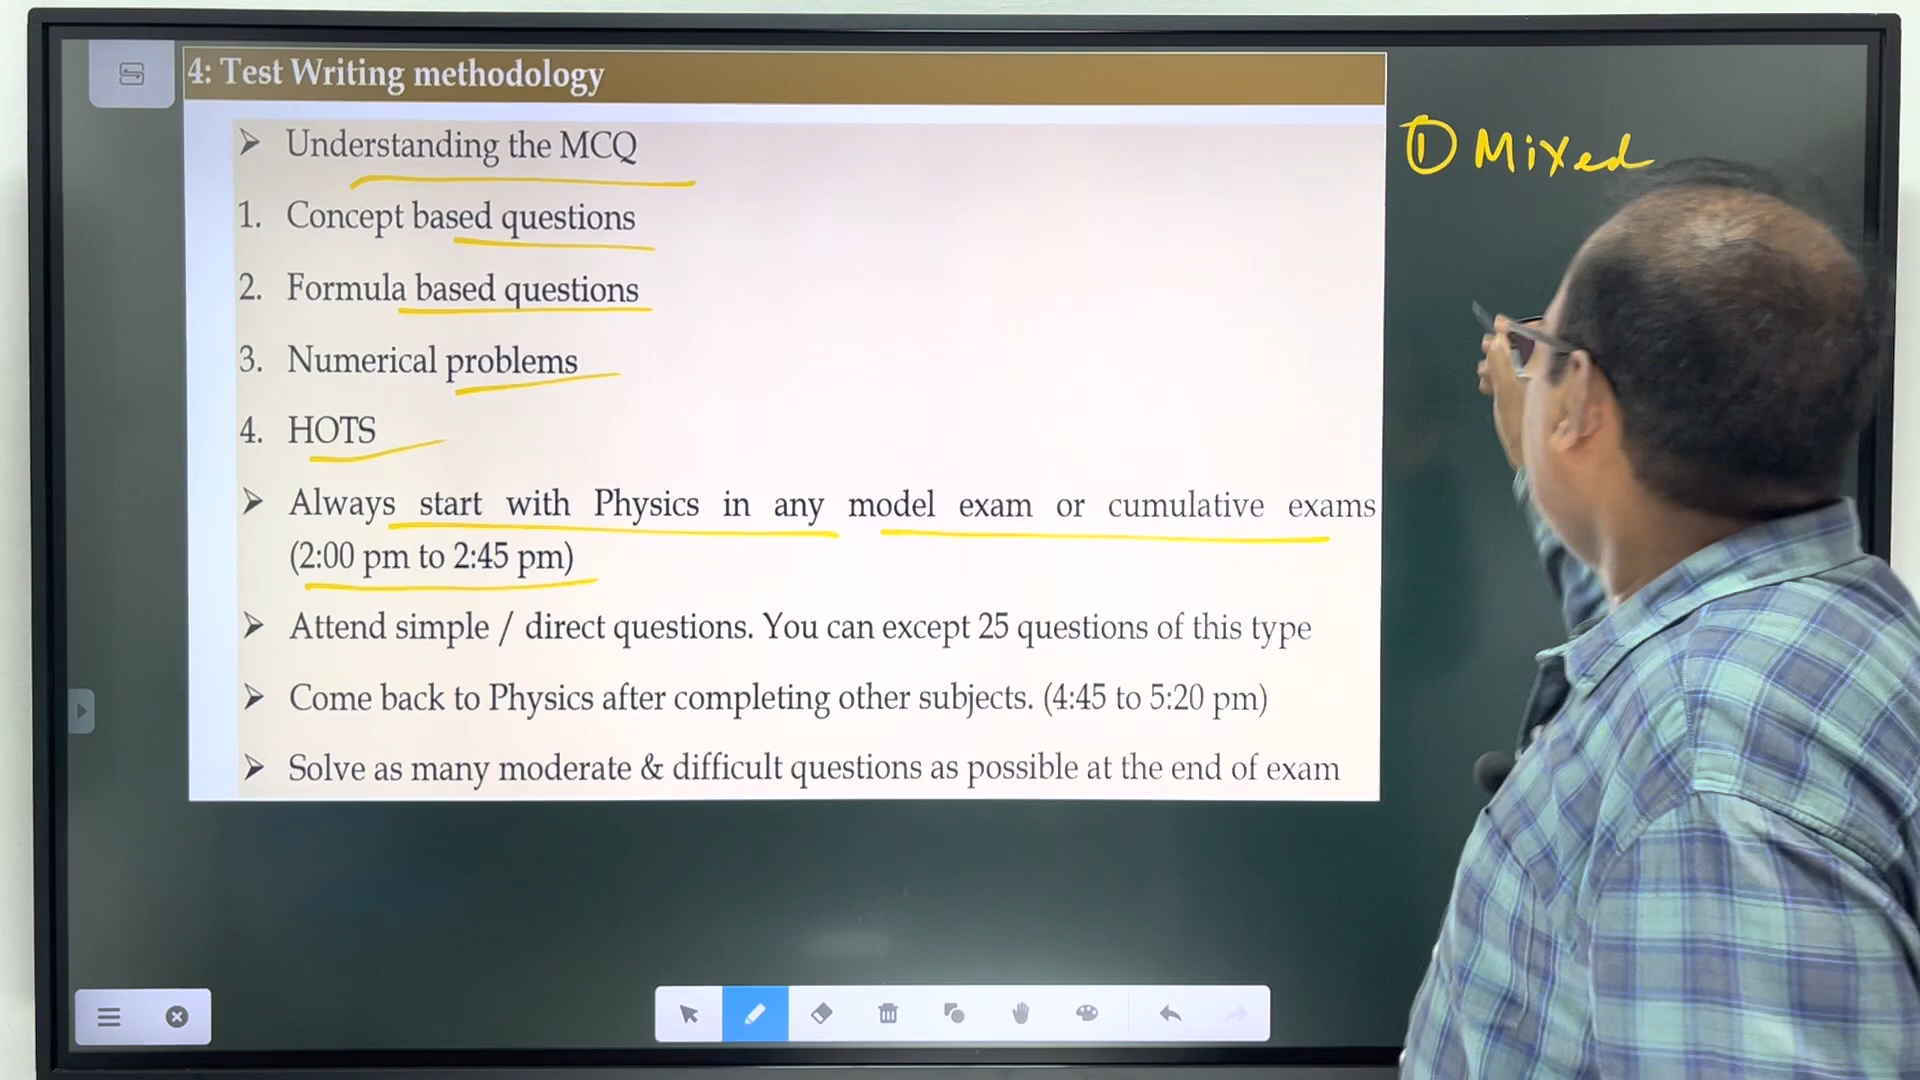 4: Test Writing methodology
➢ Understanding the MCQ
1. Concept based questions
2. Formula based questions
3. Numerical problems
4. HOTS
➢ Always start with Physics in any model exam or cumulative exams
(2:00 pm to 2:45 pm)
➢ Attend simple / direct questions. You can except 25 questions of this type
➢ Come back to Physics after completing other subjects. (4:45 to 5:20 pm)
➢ Solve as many moderate & difficult questions as possible at the end of exam
① Mixed